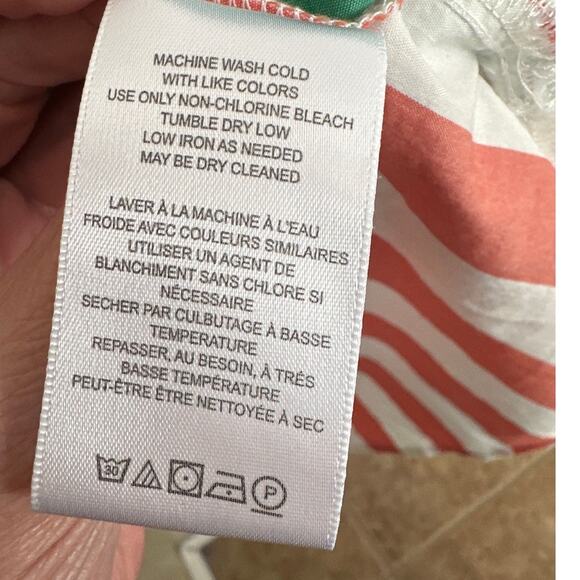 MACHINE WASH COLD
WITH LIKE COLORS
USE ONLY NON-CHLORINE BLEACH
TUMBLE DRY LOW
LOW IRON AS NEEDED
MAY BE DRY CLEANED
LAVER À LA MACHINE À L'EAU
FROIDE AVEC COULEURS SIMILAIRES
UTILISER UN AGENT DE
BLANCHIMENT SANS CHLORE SI
NÉCESSAIRE
SECHER PAR CULBUTAGE À BASSE
TEMPERATURE
REPASSER, AU BESOIN, À TRÉS
BASSE TEMPÉRATURE
PEUT-ÊTRE ÊTRE NETTOYÉE À SEC
30 P